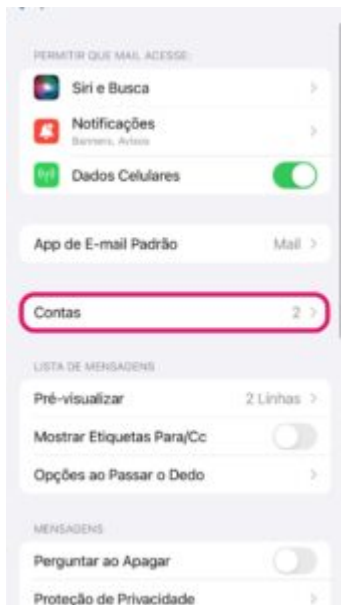 PERMITIR QUE MAIL ACESSE:
Siri e Busca
Notificações
Banners, Avisos
Dados Celulares
App de E-mail Padrão Mail
Contas 2
LISTA DE MENSAGENS
Pré-visualizar 2 Linhas
Mostrar Etiquetas Para/Cc
Opções ao Passar o Dedo
MENSAGENS
Perguntar ao Apagar
Proteção de Privacidade